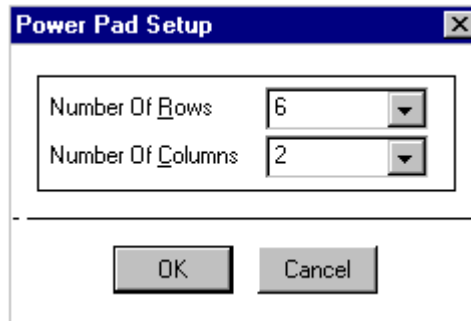 Power Pad Setup
Number Of Rows 6
Number Of Columns 2
OK Cancel